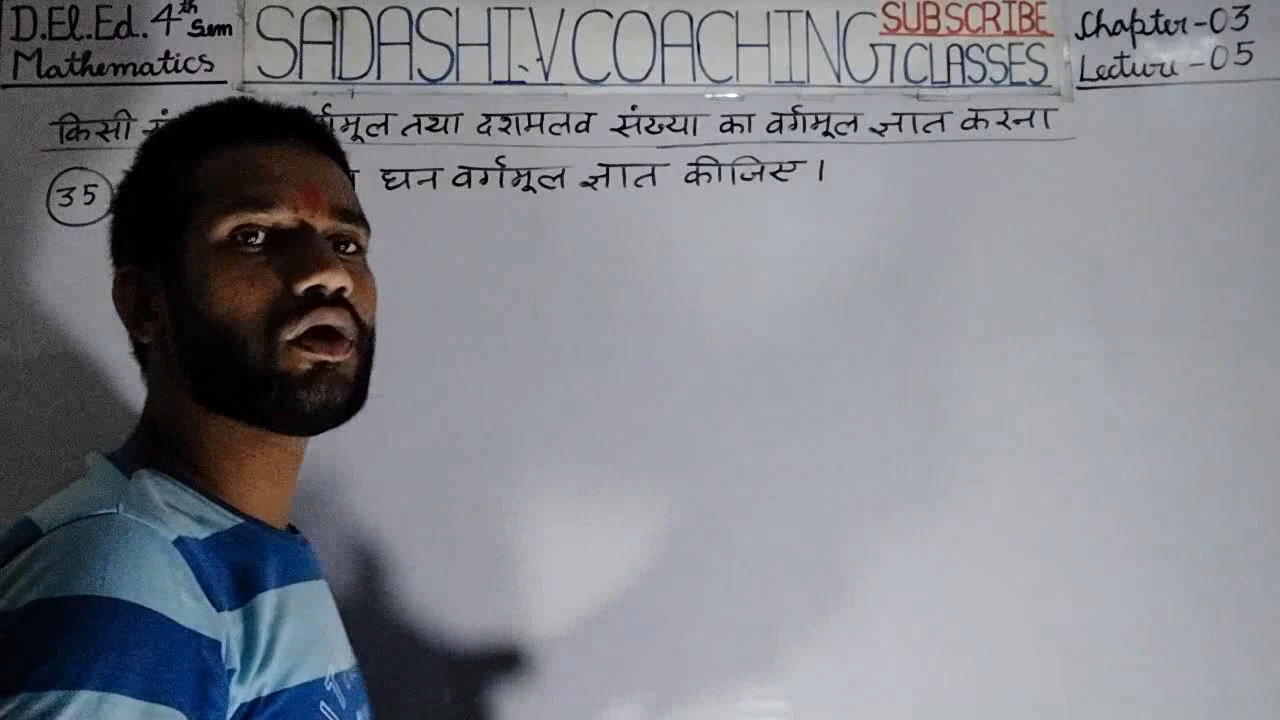 D.El.Ed. 4th Sem
Mathematics
SADASHIV COACHING
SUBSCRIBE
CLASSES
Chapter-03
Lecture-05
किसी तथा दशमलव संख्या का वर्गमूल ज्ञात करना
35 घन वर्गमूल ज्ञात कीजिए।